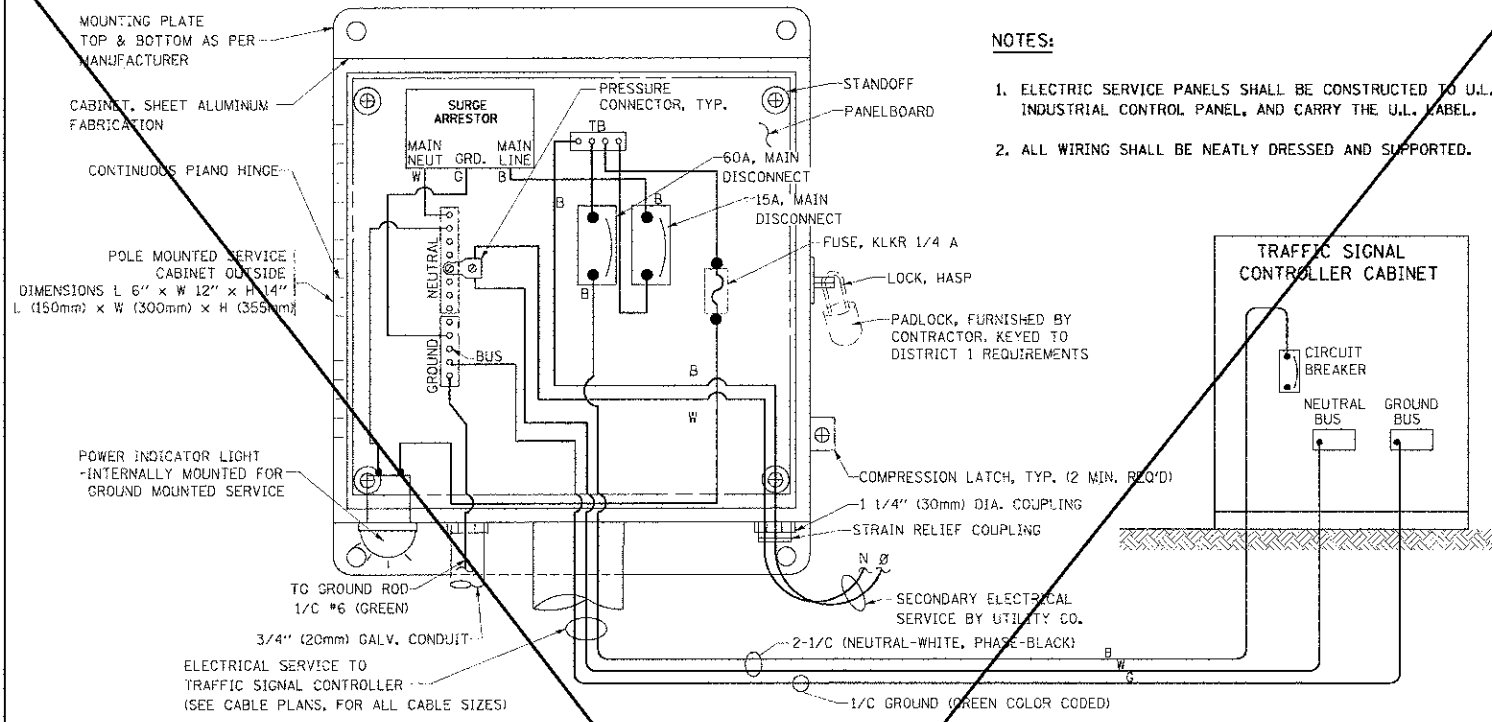 MOUNTING PLATE
TOP & BOTTOM AS PER
MANUFACTURER
CABINET, SHEET ALUMINUM
FABRICATION
CONTINUOUS PIANO HINGE
POLE MOUNTED SERVICE
CABINET OUTSIDE
DIMENSIONS L 6" x W 12" x H 14"
L (150mm) x W (300mm) x H (355mm)
POWER INDICATOR LIGHT
-INTERNALLY MOUNTED FOR
GROUND MOUNTED SERVICE
TO GROUND ROD
1/C #6 (GREEN)
3/4" (20mm) GALV. CONDUIT
ELECTRICAL SERVICE TO
TRAFFIC SIGNAL CONTROLLER
(SEE CABLE PLANS, FOR ALL CABLE SIZES)
SURGE
ARRESTOR
MAIN
NEUT
GRD.
MAIN
LINE
W
G
B
PRESSURE
CONNECTOR, TYP.
TB
60A, MAIN
DISCONNECT
15A, MAIN
DISCONNECT
B
B
B
NEUTRAL
GROUND
BUS
FUSE, KLKR 1/4 A
B
W
STANDOFF
PANELBOARD
LOCK, HASP
PADLOCK, FURNISHED BY
CONTRACTOR, KEYED TO
DISTRICT 1 REQUIREMENTS
COMPRESSION LATCH, TYP. (2 MIN. REQ'D)
1 1/4" (30mm) DIA. COUPLING
STRAIN RELIEF COUPLING
N Ø
SECONDARY ELECTRICAL
SERVICE BY UTILITY CO.
2-1/C (NEUTRAL-WHITE, PHASE-BLACK)
B
W
G
1/C GROUND (GREEN COLOR CODED)
NOTES:
1. ELECTRIC SERVICE PANELS SHALL BE CONSTRUCTED TO U.L.
INDUSTRIAL CONTROL PANEL, AND CARRY THE U.L. LABEL.
2. ALL WIRING SHALL BE NEATLY DRESSED AND SUPPORTED.
TRAFFIC SIGNAL
CONTROLLER CABINET
CIRCUIT
BREAKER
NEUTRAL
BUS
GROUND
BUS